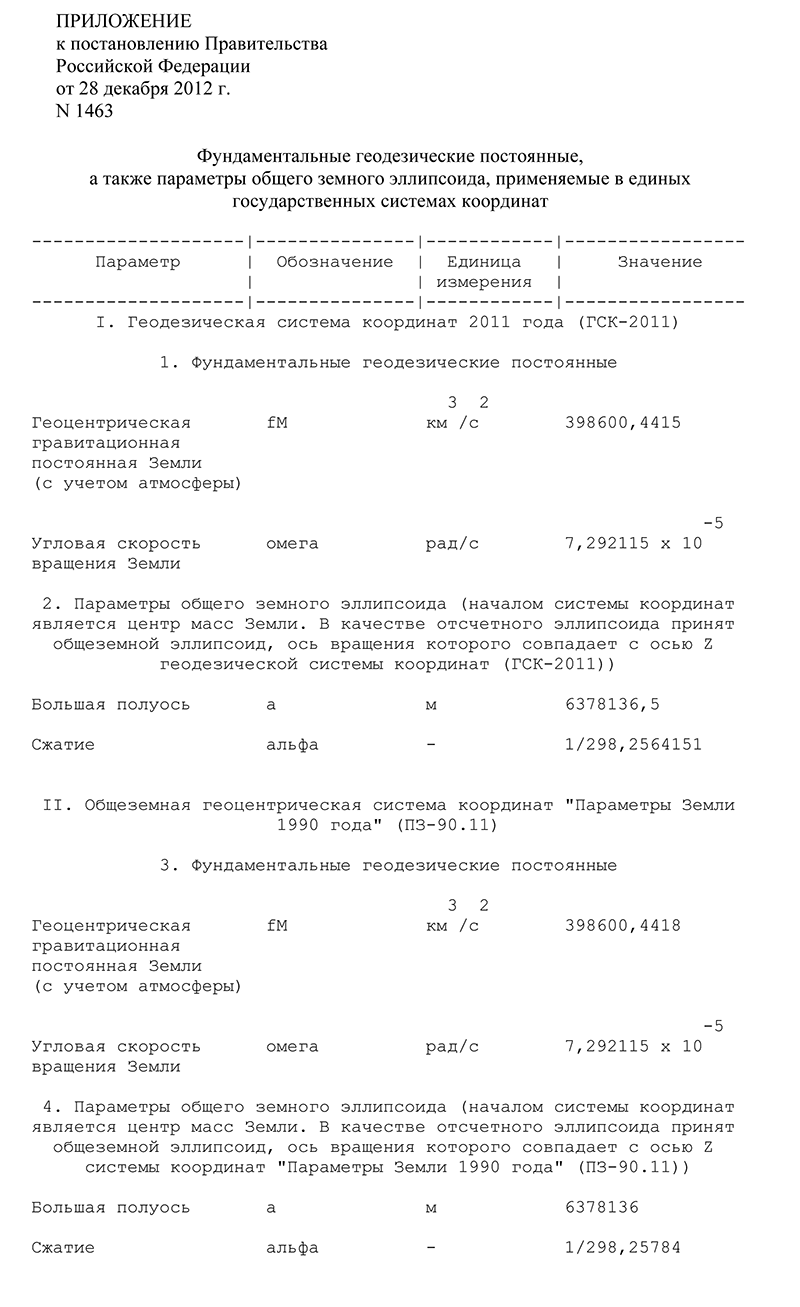 ПРИЛОЖЕНИЕ
к постановлению Правительства
Российской Федерации
от 28 декабря 2012 г.
N 1463
Фундаментальные геодезические постоянные,
а также параметры общего земного эллипсоида, применяемые в единых
государственных системах координат
--------------------|---------------|------------|-----------------
Параметр | Обозначение | Единица | Значение
| | измерения |
--------------------|---------------|------------|-----------------
I. Геодезическая система координат 2011 года (ГСК-2011)
1. Фундаментальные геодезические постоянные
3 2
Геоцентрическая fM км /с 398600,4415
гравитационная
постоянная Земли
(с учетом атмосферы)
-5
Угловая скорость омега рад/с 7,292115 x 10
вращения Земли
2. Параметры общего земного эллипсоида (началом системы координат
является центр масс Земли. В качестве отсчетного эллипсоида принят
общеземной эллипсоид, ось вращения которого совпадает с осью Z
геодезической системы координат (ГСК-2011))
Большая полуось а м 6378136,5
Сжатие альфа - 1/298,2564151
II. Общеземная геоцентрическая система координат "Параметры Земли
1990 года" (ПЗ-90.11)
3. Фундаментальные геодезические постоянные
3 2
Геоцентрическая fM км /с 398600,4418
гравитационная
постоянная Земли
(с учетом атмосферы)
-5
Угловая скорость омега рад/с 7,292115 x 10
вращения Земли
4. Параметры общего земного эллипсоида (началом системы координат
является центр масс Земли. В качестве отсчетного эллипсоида принят
общеземной эллипсоид, ось вращения которого совпадает с осью Z
системы координат "Параметры Земли 1990 года" (ПЗ-90.11))
Большая полуось а м 6378136
Сжатие альфа - 1/298,25784